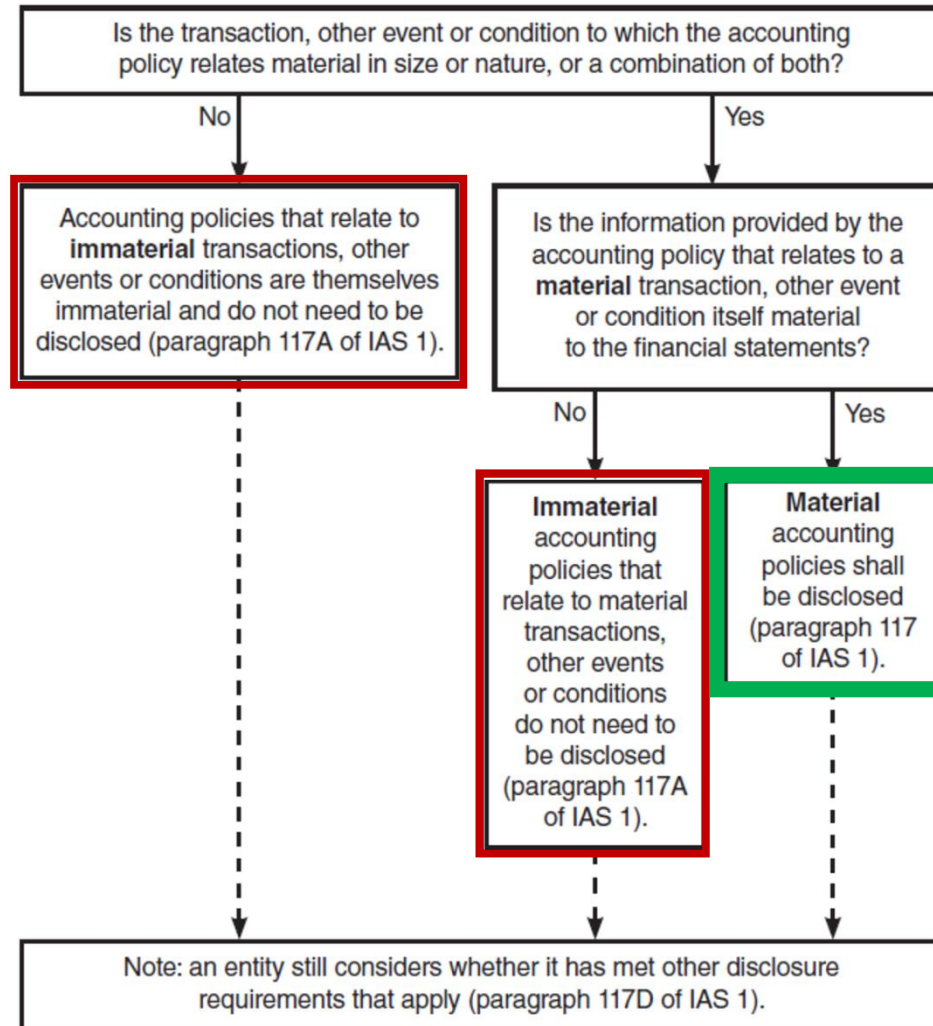 Is the transaction, other event or condition to which the accounting
policy relates material in size or nature, or a combination of both?
No
Yes
Accounting policies that relate to
immaterial transactions, other
events or conditions are themselves
immaterial and do not need to be
disclosed (paragraph 117A of IAS 1).
Is the information provided by the
accounting policy that relates to a
material transaction, other event
or condition itself material
to the financial statements?
No
Yes
Immaterial
accounting
policies that
relate to material
transactions,
other events
or conditions
do not need to
be disclosed
(paragraph 117A
of IAS 1).
Material
accounting
policies shall
be disclosed
(paragraph 117
of IAS 1).
Note: an entity still considers whether it has met other disclosure
requirements that apply (paragraph 117D of IAS 1).